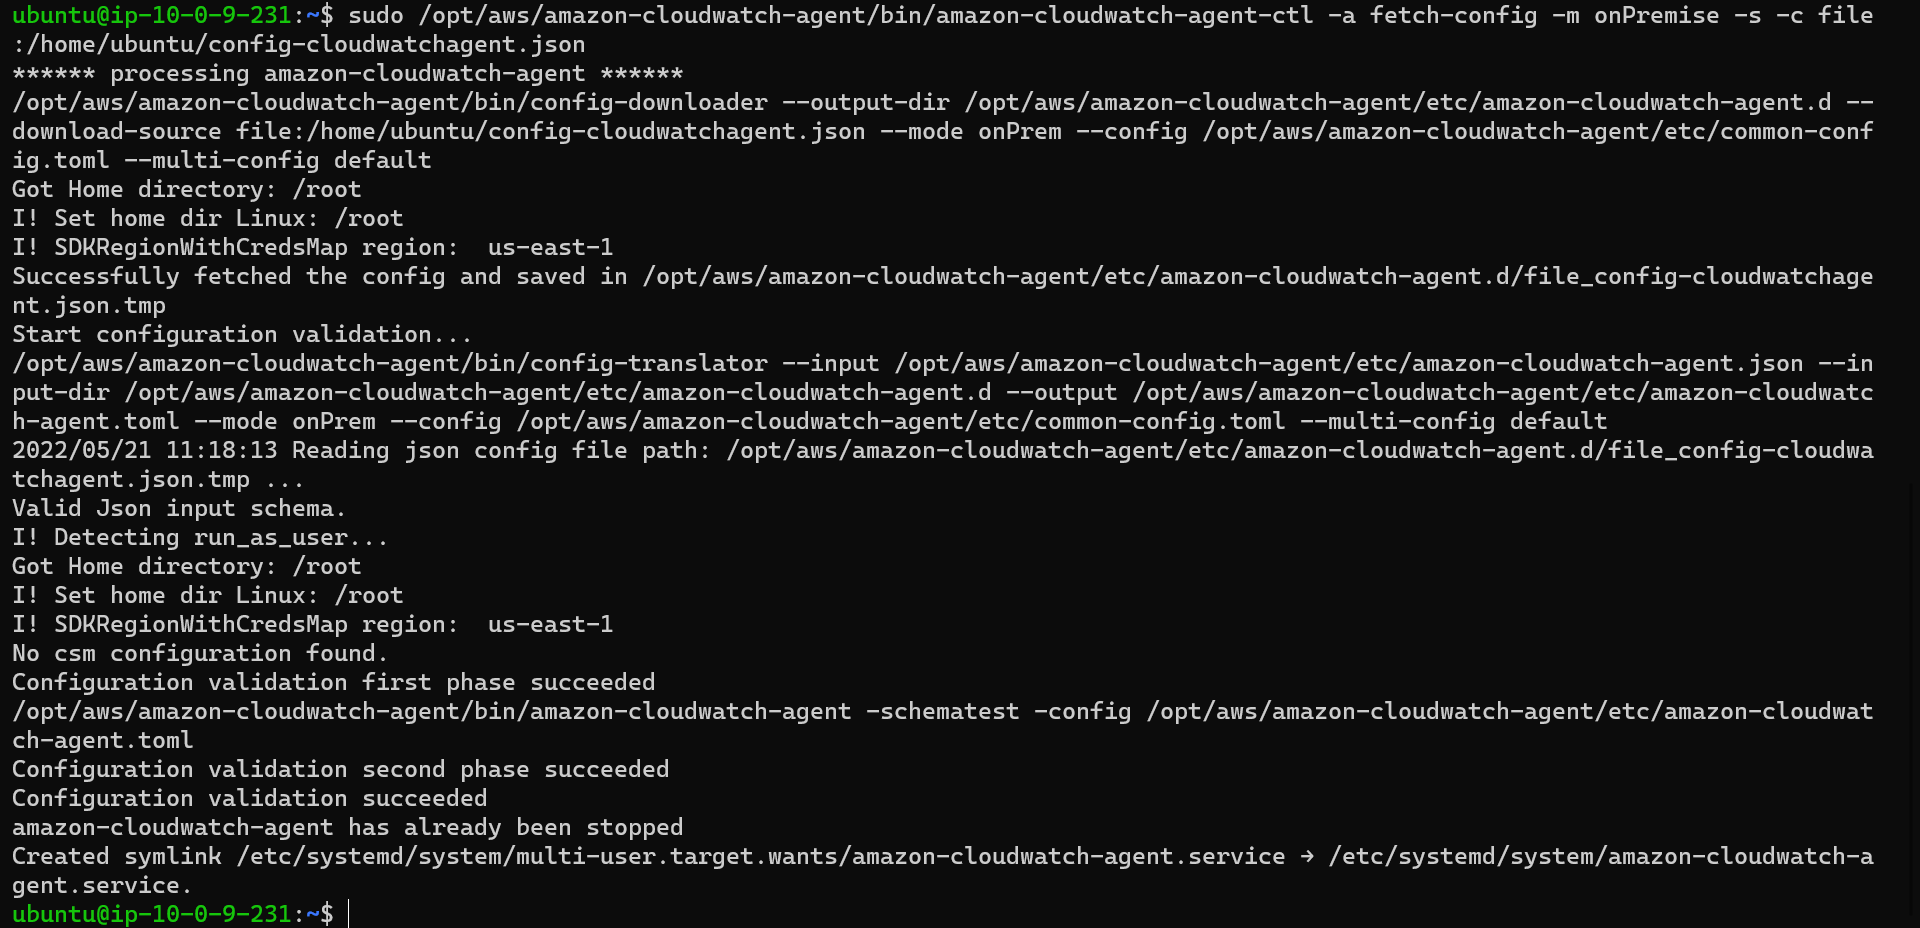 ubuntu@ip-10-0-9-231:~$ sudo /opt/aws/amazon-cloudwatch-agent/bin/amazon-cloudwatch-agent-ctl -a fetch-config -m onPremise -s -c file
:/home/ubuntu/config-cloudwatchagent.json
****** processing amazon-cloudwatch-agent ******
/opt/aws/amazon-cloudwatch-agent/bin/config-downloader --output-dir /opt/aws/amazon-cloudwatch-agent/etc/amazon-cloudwatch-agent.d --
download-source file:/home/ubuntu/config-cloudwatchagent.json --mode onPrem --config /opt/aws/amazon-cloudwatch-agent/etc/common-conf
ig.toml --multi-config default
Got Home directory: /root
I! Set home dir Linux: /root
I! SDKRegionWithCredsMap region:  us-east-1
Successfully fetched the config and saved in /opt/aws/amazon-cloudwatch-agent/etc/amazon-cloudwatch-agent.d/file_config-cloudwatchage
nt.json.tmp
Start configuration validation...
/opt/aws/amazon-cloudwatch-agent/bin/config-translator --input /opt/aws/amazon-cloudwatch-agent/etc/amazon-cloudwatch-agent.json --in
put-dir /opt/aws/amazon-cloudwatch-agent/etc/amazon-cloudwatch-agent.d --output /opt/aws/amazon-cloudwatch-agent/etc/amazon-cloudwatc
h-agent.toml --mode onPrem --config /opt/aws/amazon-cloudwatch-agent/etc/common-config.toml --multi-config default
2022/05/21 11:18:13 Reading json config file path: /opt/aws/amazon-cloudwatch-agent/etc/amazon-cloudwatch-agent.d/file_config-cloudwa
tchagent.json.tmp ...
Valid Json input schema.
I! Detecting run_as_user...
Got Home directory: /root
I! Set home dir Linux: /root
I! SDKRegionWithCredsMap region:  us-east-1
No csm configuration found.
Configuration validation first phase succeeded
/opt/aws/amazon-cloudwatch-agent/bin/amazon-cloudwatch-agent -schematest -config /opt/aws/amazon-cloudwatch-agent/etc/amazon-cloudwat
ch-agent.toml
Configuration validation second phase succeeded
Configuration validation succeeded
amazon-cloudwatch-agent has already been stopped
Created symlink /etc/systemd/system/multi-user.target.wants/amazon-cloudwatch-agent.service → /etc/systemd/system/amazon-cloudwatch-a
gent.service.
ubuntu@ip-10-0-9-231:~$